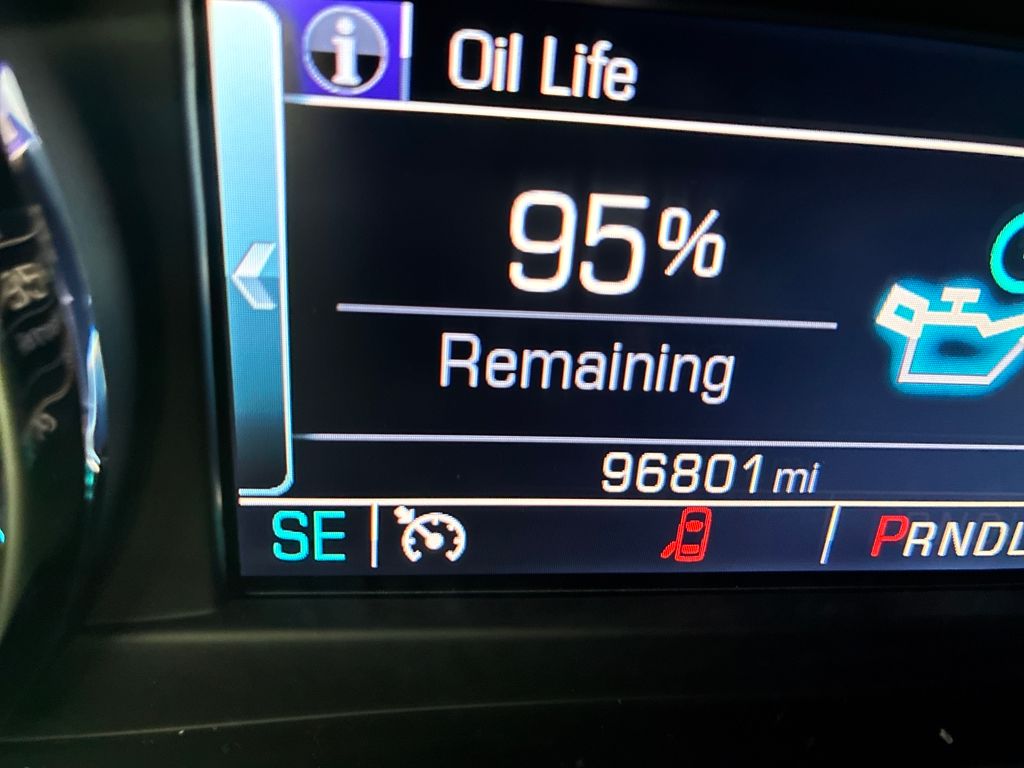 Oil Life
95%
Remaining
96801 mi
SE
PRNDL